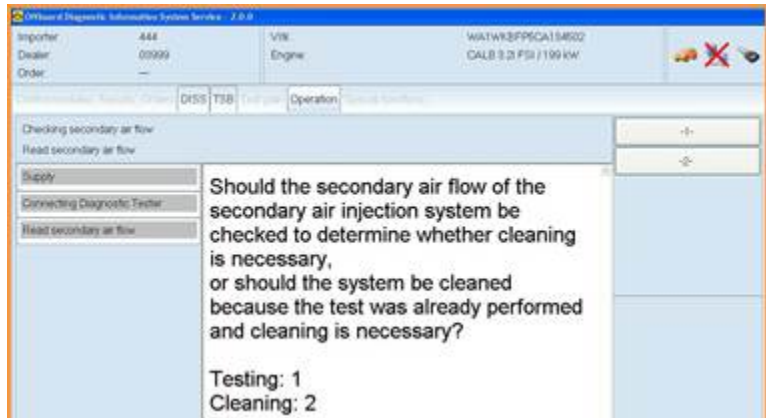 Offboard Diagnostic Information System Service - 2.0.0
Importer: 444 VIN:
Dealer: 09999 Engine: CALB 3.2l FSI / 199 kW
Order: ---
DISS TSB Operation
Checking secondary air flow
Read secondary air flow
-1-
-2-
Supply
Connecting Diagnostic Tester
Read secondary air flow
Should the secondary air flow of the
secondary air injection system be
checked to determine whether cleaning
is necessary,
or should the system be cleaned
because the test was already performed
and cleaning is necessary?
Testing: 1
Cleaning: 2